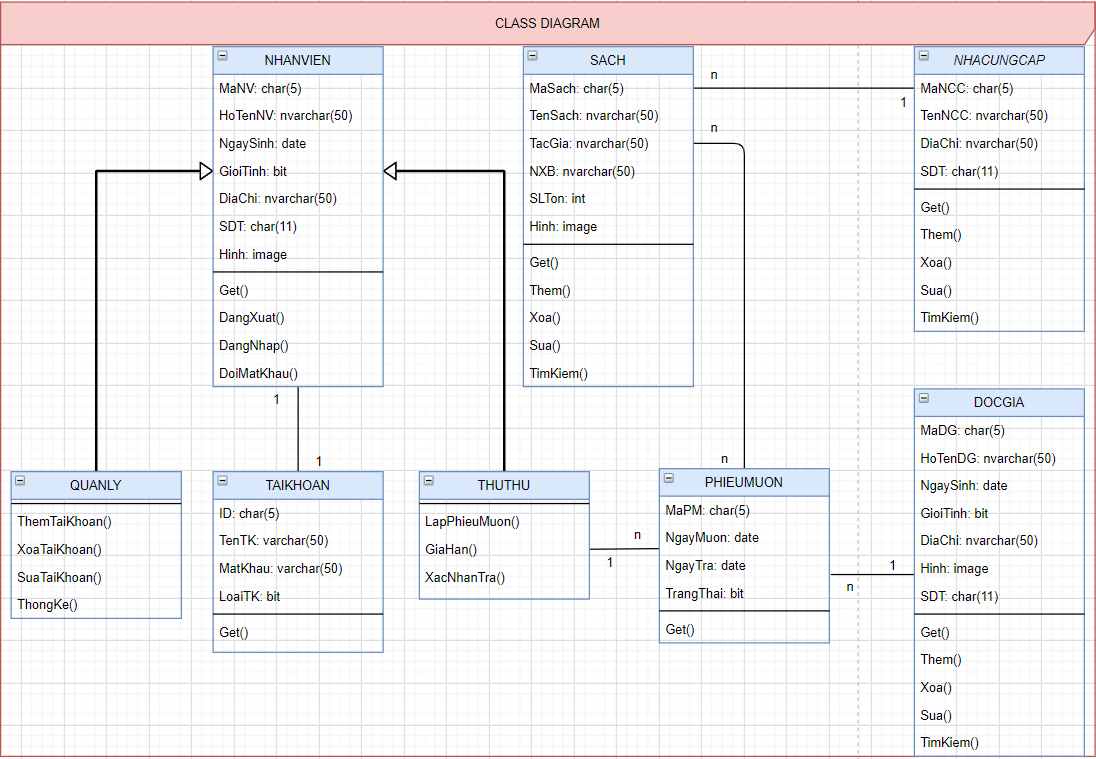 CLASS DIAGRAM
NHANVIEN
MaNV: char(5)
HoTenNV: nvarchar(50)
NgaySinh: date
GioiTinh: bit
DiaChi: nvarchar(50)
SDT: char(11)
Hinh: image
Get()
DangXuat()
DangNhap()
DoiMatKhau()
1
1
SACH
MaSach: char(5)
TenSach: nvarchar(50)
TacGia: nvarchar(50)
NXB: nvarchar(50)
SLTon: int
Hinh: image
Get()
Them()
Xoa()
Sua()
TimKiem()
n
1
n
n
NHACUNGCAP
MaNCC: char(5)
TenNCC: nvarchar(50)
DiaChi: nvarchar(50)
SDT: char(11)
Get()
Them()
Xoa()
Sua()
TimKiem()
QUANLY
ThemTaiKhoan()
XoaTaiKhoan()
SuaTaiKhoan()
ThongKe()
TAIKHOAN
ID: char(5)
TenTK: varchar(50)
MatKhau: varchar(50)
LoaiTK: bit
Get()
THUTHU
LapPhieuMuon()
GiaHan()
XacNhanTra()
n
1
PHIEUMUON
MaPM: char(5)
NgayMuon: date
NgayTra: date
TrangThai: bit
Get()
1
n
DOCGIA
MaDG: char(5)
HoTenDG: nvarchar(50)
NgaySinh: date
GioiTinh: bit
DiaChi: nvarchar(50)
Hinh: image
SDT: char(11)
Get()
Them()
Xoa()
Sua()
TimKiem()